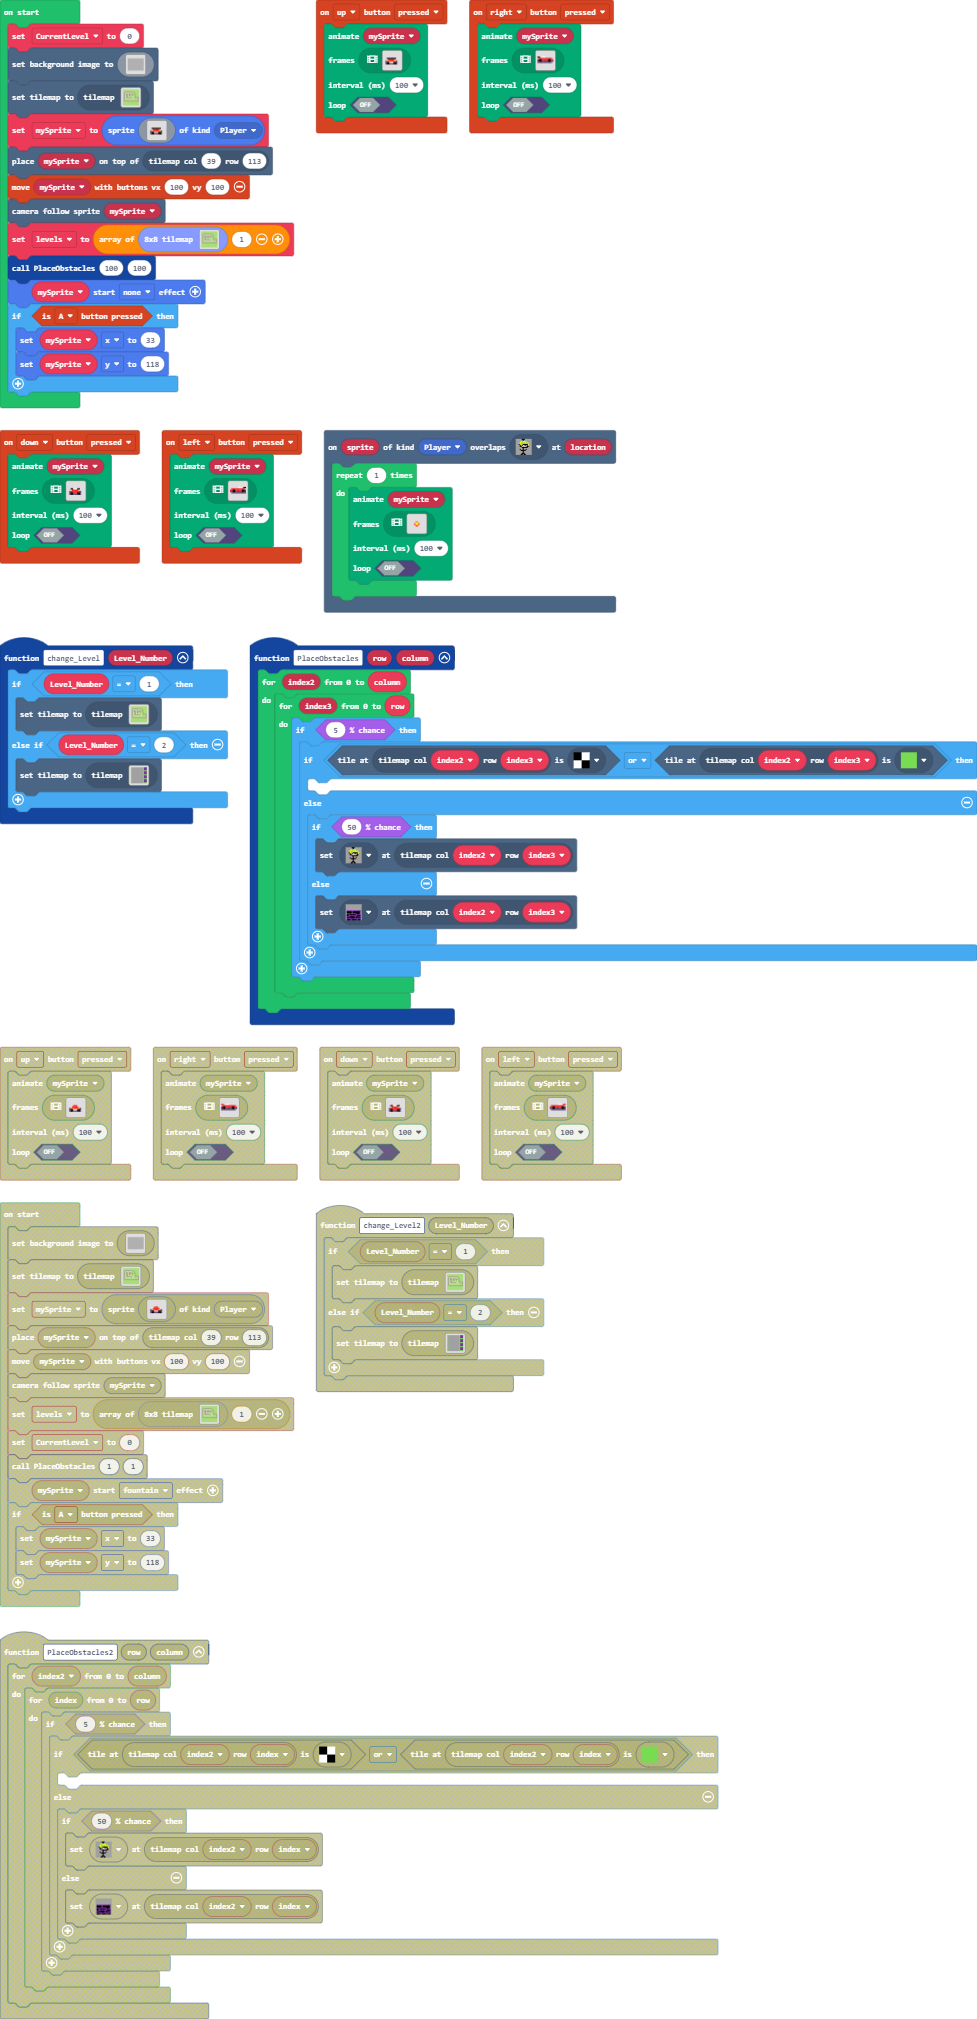 on start
set CurrentLevel to 0
set background image to
set tilemap to tilemap
set mySprite to sprite of kind Player
place mySprite on top of tilemap col 39 row 113
move mySprite with buttons vx 100 vy 100
camera follow sprite mySprite
set levels to array of 8x8 tilemap 1
call PlaceObstacles 100 100
mySprite start none effect
if is A button pressed then
set mySprite x to 33
set mySprite y to 118
on up button pressed
animate mySprite
frames
interval (ms) 100
loop OFF
on right button pressed
animate mySprite
frames
interval (ms) 100
loop OFF
on down button pressed
animate mySprite
frames
interval (ms) 100
loop OFF
on left button pressed
animate mySprite
frames
interval (ms) 100
loop OFF
on sprite of kind Player overlaps at location
repeat 1 times
do
animate mySprite
frames
interval (ms) 100
loop OFF
function change_Level Level_Number
if Level_Number = 1 then
set tilemap to tilemap
else if Level_Number = 2 then
set tilemap to tilemap
function PlaceObstacles row column
for index2 from 0 to column
do
for index3 from 0 to row
do
if 5 % chance then
if tile at tilemap col index2 row index3 is or tile at tilemap col index2 row index3 is then
else
if 50 % chance then
set at tilemap col index2 row index3
else
set at tilemap col index2 row index3
on up button pressed
animate mySprite
frames
interval (ms) 100
loop OFF
on right button pressed
animate mySprite
frames
interval (ms) 100
loop OFF
on down button pressed
animate mySprite
frames
interval (ms) 100
loop OFF
on left button pressed
animate mySprite
frames
interval (ms) 100
loop OFF
on start
set background image to
set tilemap to tilemap
set mySprite to sprite of kind Player
place mySprite on top of tilemap col 39 row 113
move mySprite with buttons vx 100 vy 100
camera follow sprite mySprite
set levels to array of 8x8 tilemap 1
set CurrentLevel to 0
call PlaceObstacles 1 1
mySprite start fountain effect
if is A button pressed then
set mySprite x to 33
set mySprite y to 118
function change_Level2 Level_Number
if Level_Number = 1 then
set tilemap to tilemap
else if Level_Number = 2 then
set tilemap to tilemap
function PlaceObstacles2 row column
for index2 from 0 to column
do
for index from 0 to row
do
if 5 % chance then
if tile at tilemap col index2 row index is or tile at tilemap col index2 row index is then
else
if 50 % chance then
set at tilemap col index2 row index
else
set at tilemap col index2 row index